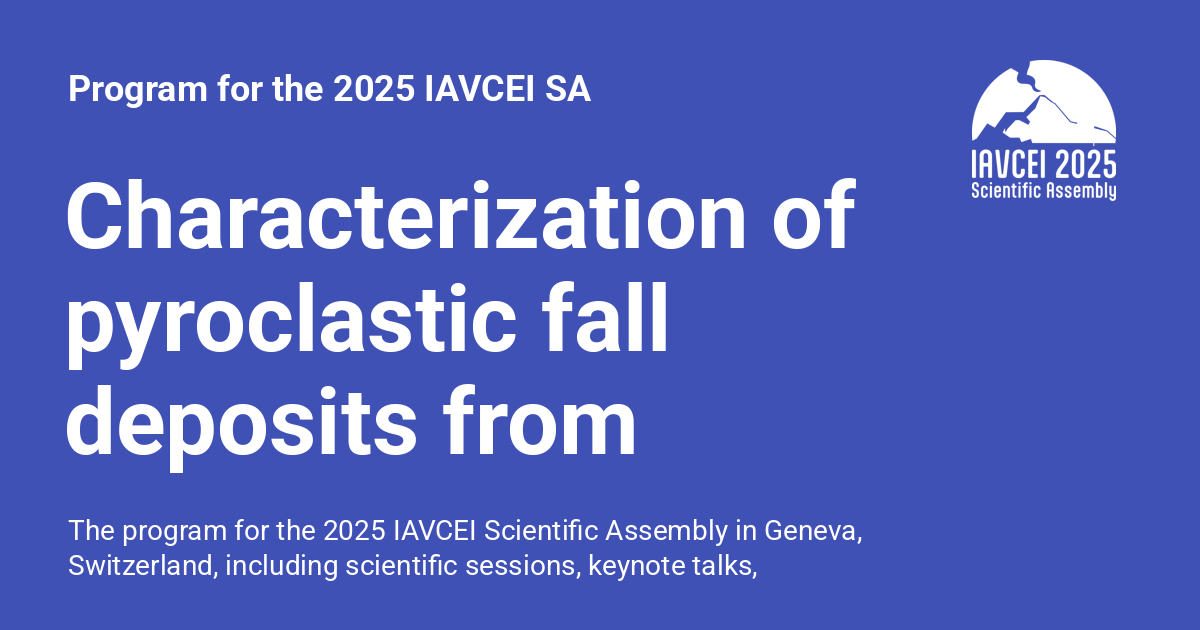 Program for the 2025 IAVCEI SA
IAVCEI 2025
Scientific Assembly
Characterization of
pyroclastic fall
deposits from
The program for the 2025 IAVCEI Scientific Assembly in Geneva,
Switzerland, including scientific sessions, keynote talks,